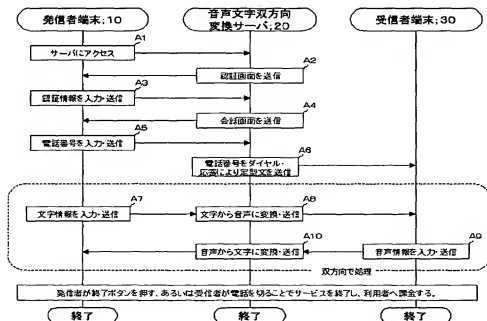 発信者端末;10
音声文字双方向
変換サーバ;20
受信者端末;30
A1
サーバにアクセス
A2
認証画面を送信
A3
認証情報を入力・送信
A4
会話画面を送信
A5
電話番号を入力・送信
A6
電話番号をダイヤル・
応答により定型文を送信
A7
文字情報を入力・送信
A8
文字から音声に変換・送信
A9
音声情報を入力・送信
A10
音声から文字に変換・送信
双方向で処理
発信者が終了ボタンを押す、あるいは受信者が電話を切ることでサービスを終了し、利用者へ課金する。
終了
終了
終了